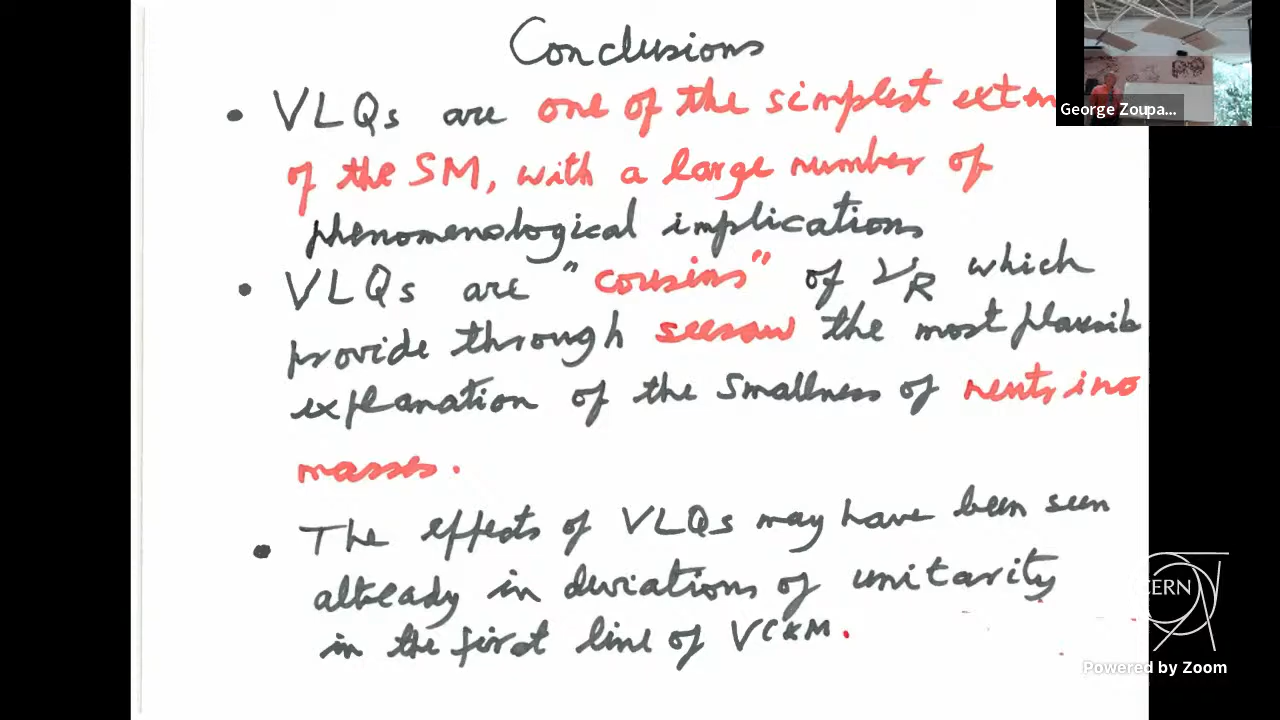 Conclusions
• VLQs are one of the simplest exten
of the SM, with a large number of
phenomenological implications
• VLQs are "cousins" of νR which
provide through seesaw the most plausib
explanation of the smallness of neutrino
masses.
• The effects of VLQs may have been seen
already in deviations of unitarity
in the first line of VCKM.
George Zoupa...
CERN
Powered by Zoom